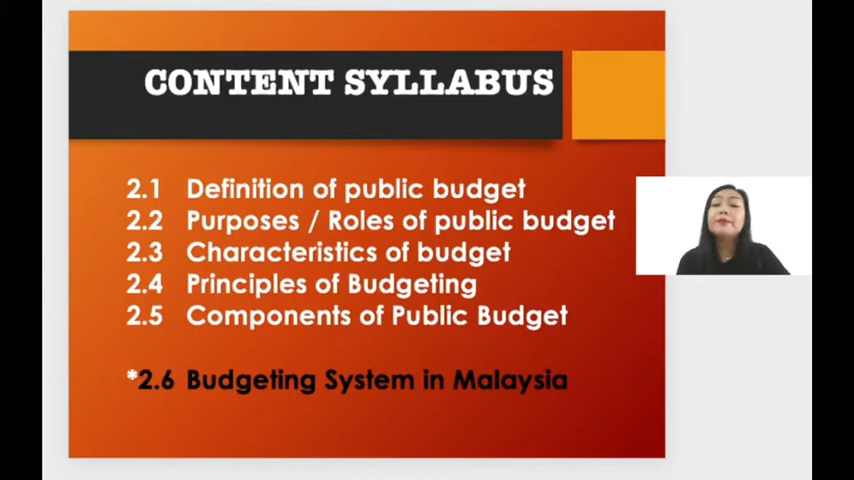 CONTENT SYLLABUS
2.1 Definition of public budget
2.2 Purposes / Roles of public budget
2.3 Characteristics of budget
2.4 Principles of Budgeting
2.5 Components of Public Budget
*2.6 Budgeting System in Malaysia